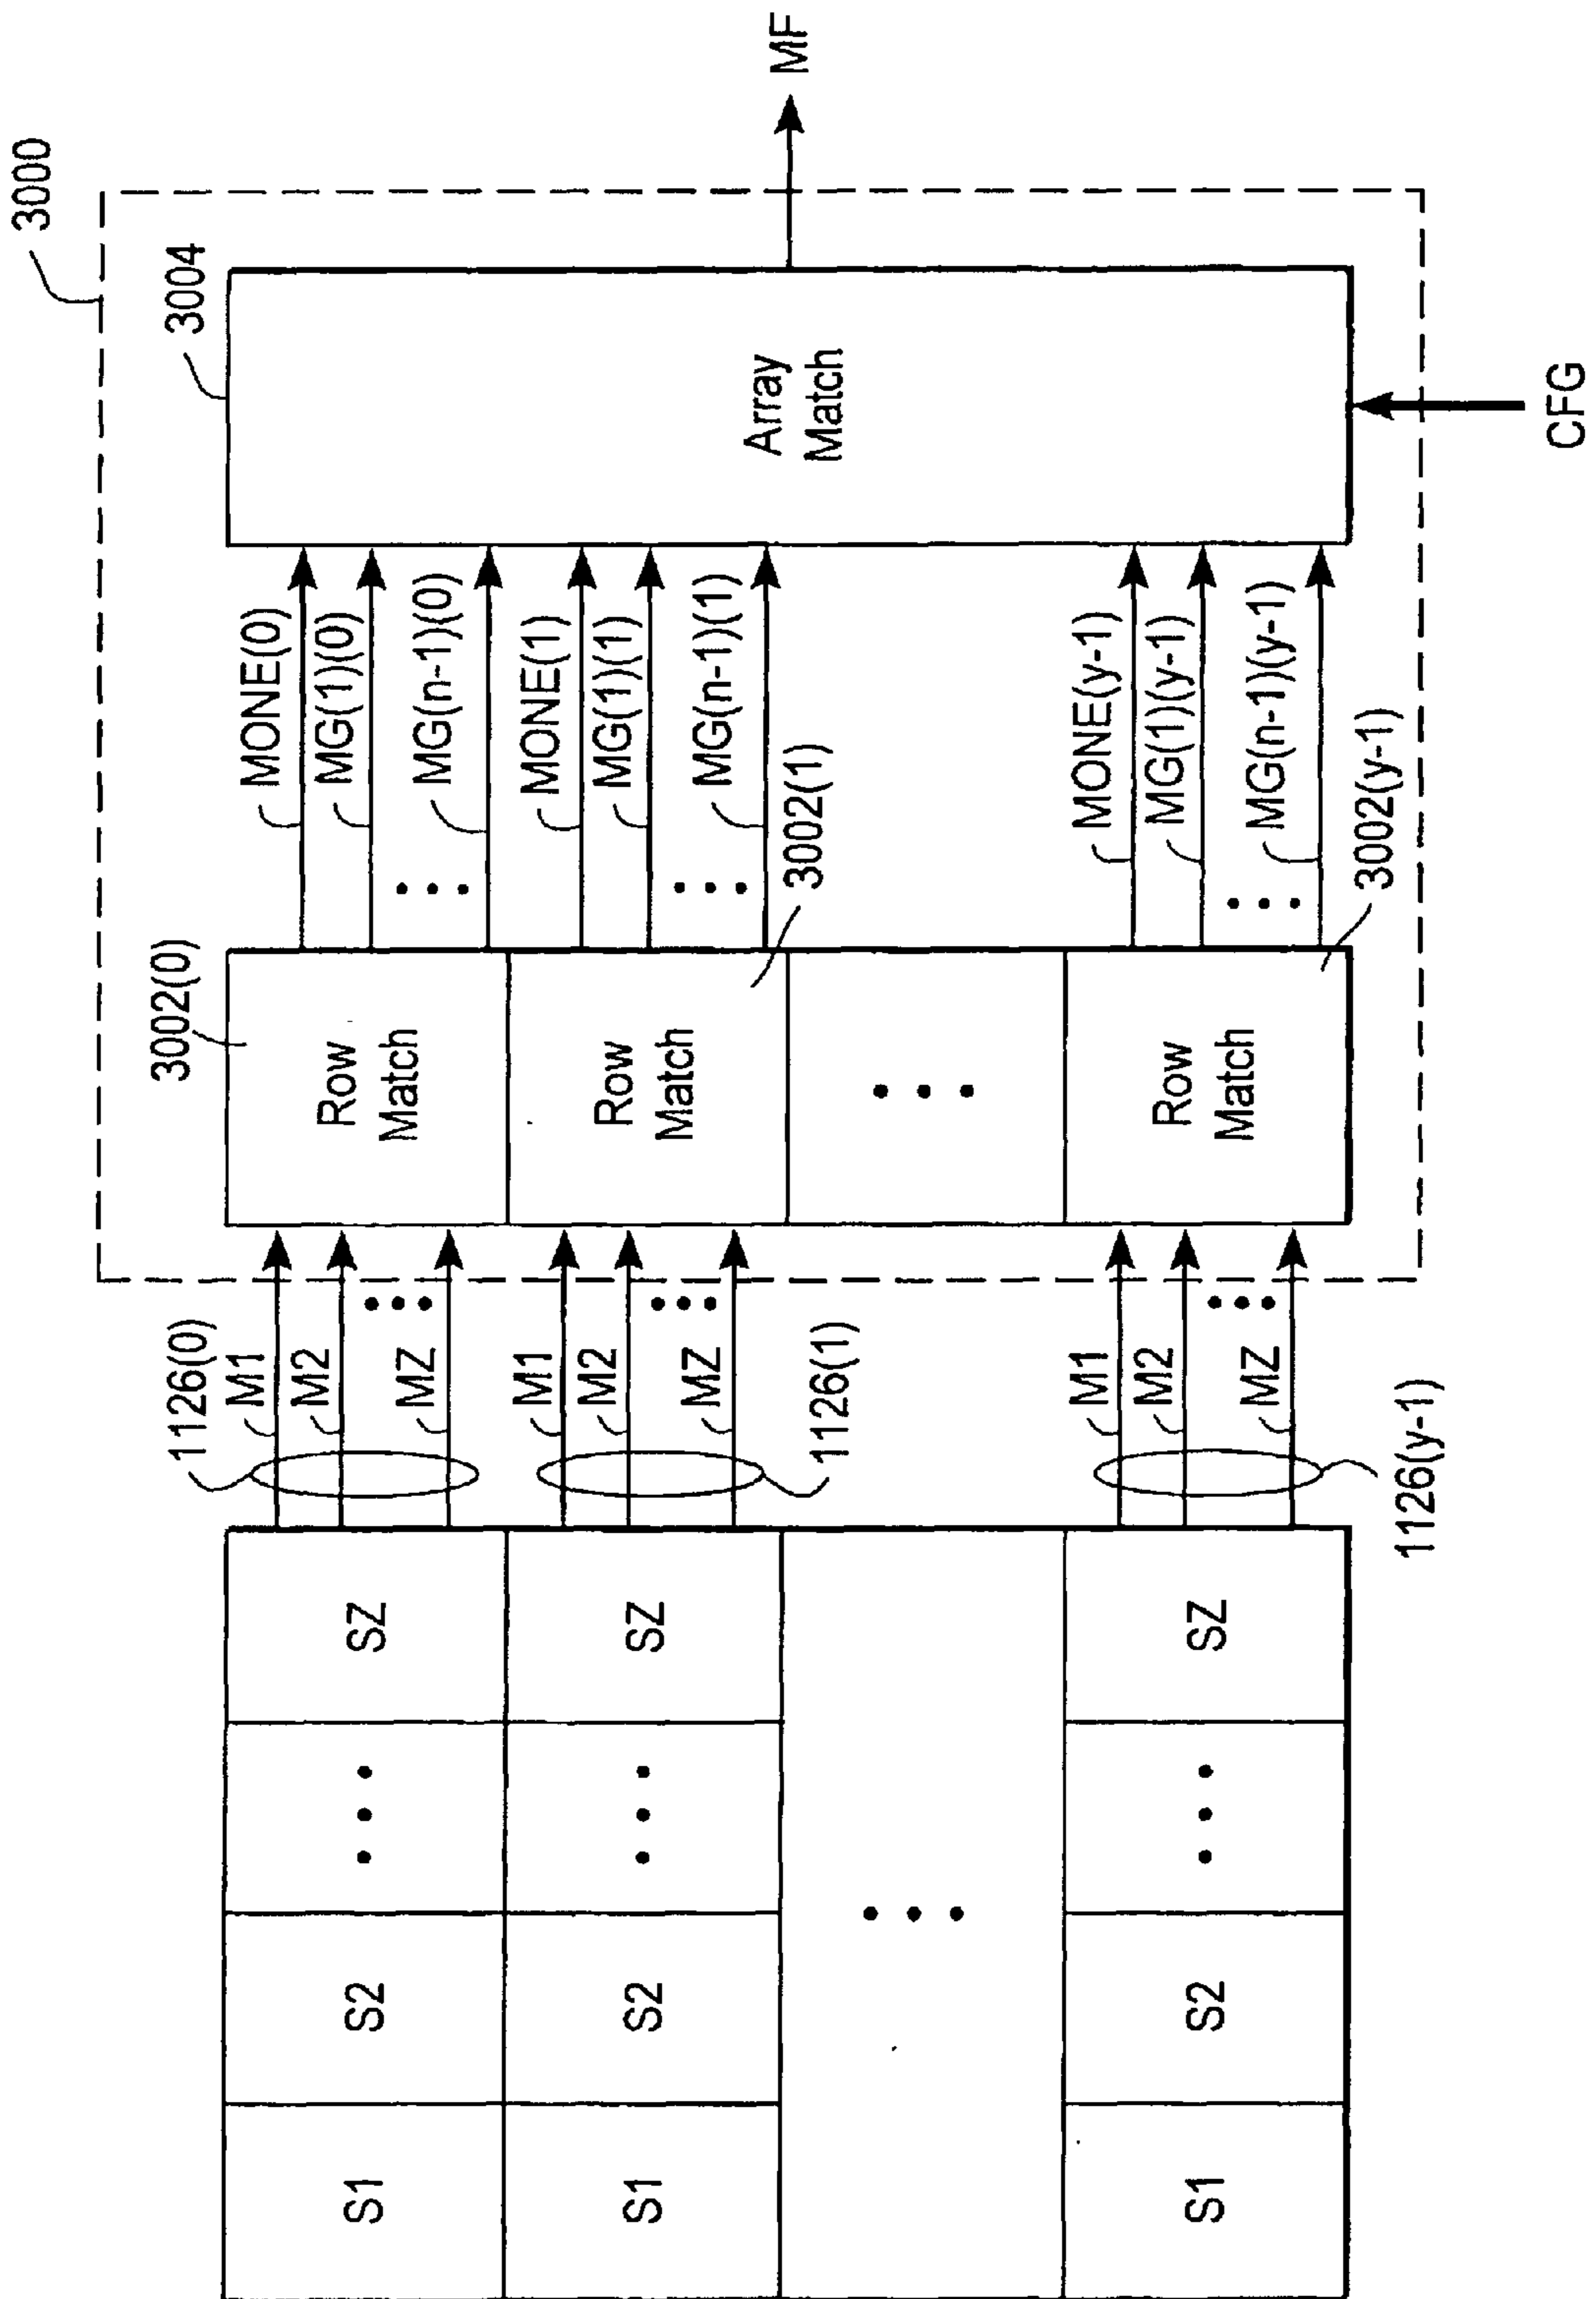 3000
3004
3002(0)
1126(0)
S1
S2
SZ
M1
M2
MZ
Row
Match
MONE(0)
MG(1)(0)
MG(n-1)(0)
Array
Match
MF
S1
S2
SZ
M1
M2
MZ
1126(1)
Row
Match
MONE(1)
MG(1)(1)
MG(n-1)(1)
3002(1)
S1
S2
SZ
M1
M2
MZ
1126(y-1)
Row
Match
MONE(y-1)
MG(1)(y-1)
MG(n-1)(y-1)
3002(y-1)
CFG